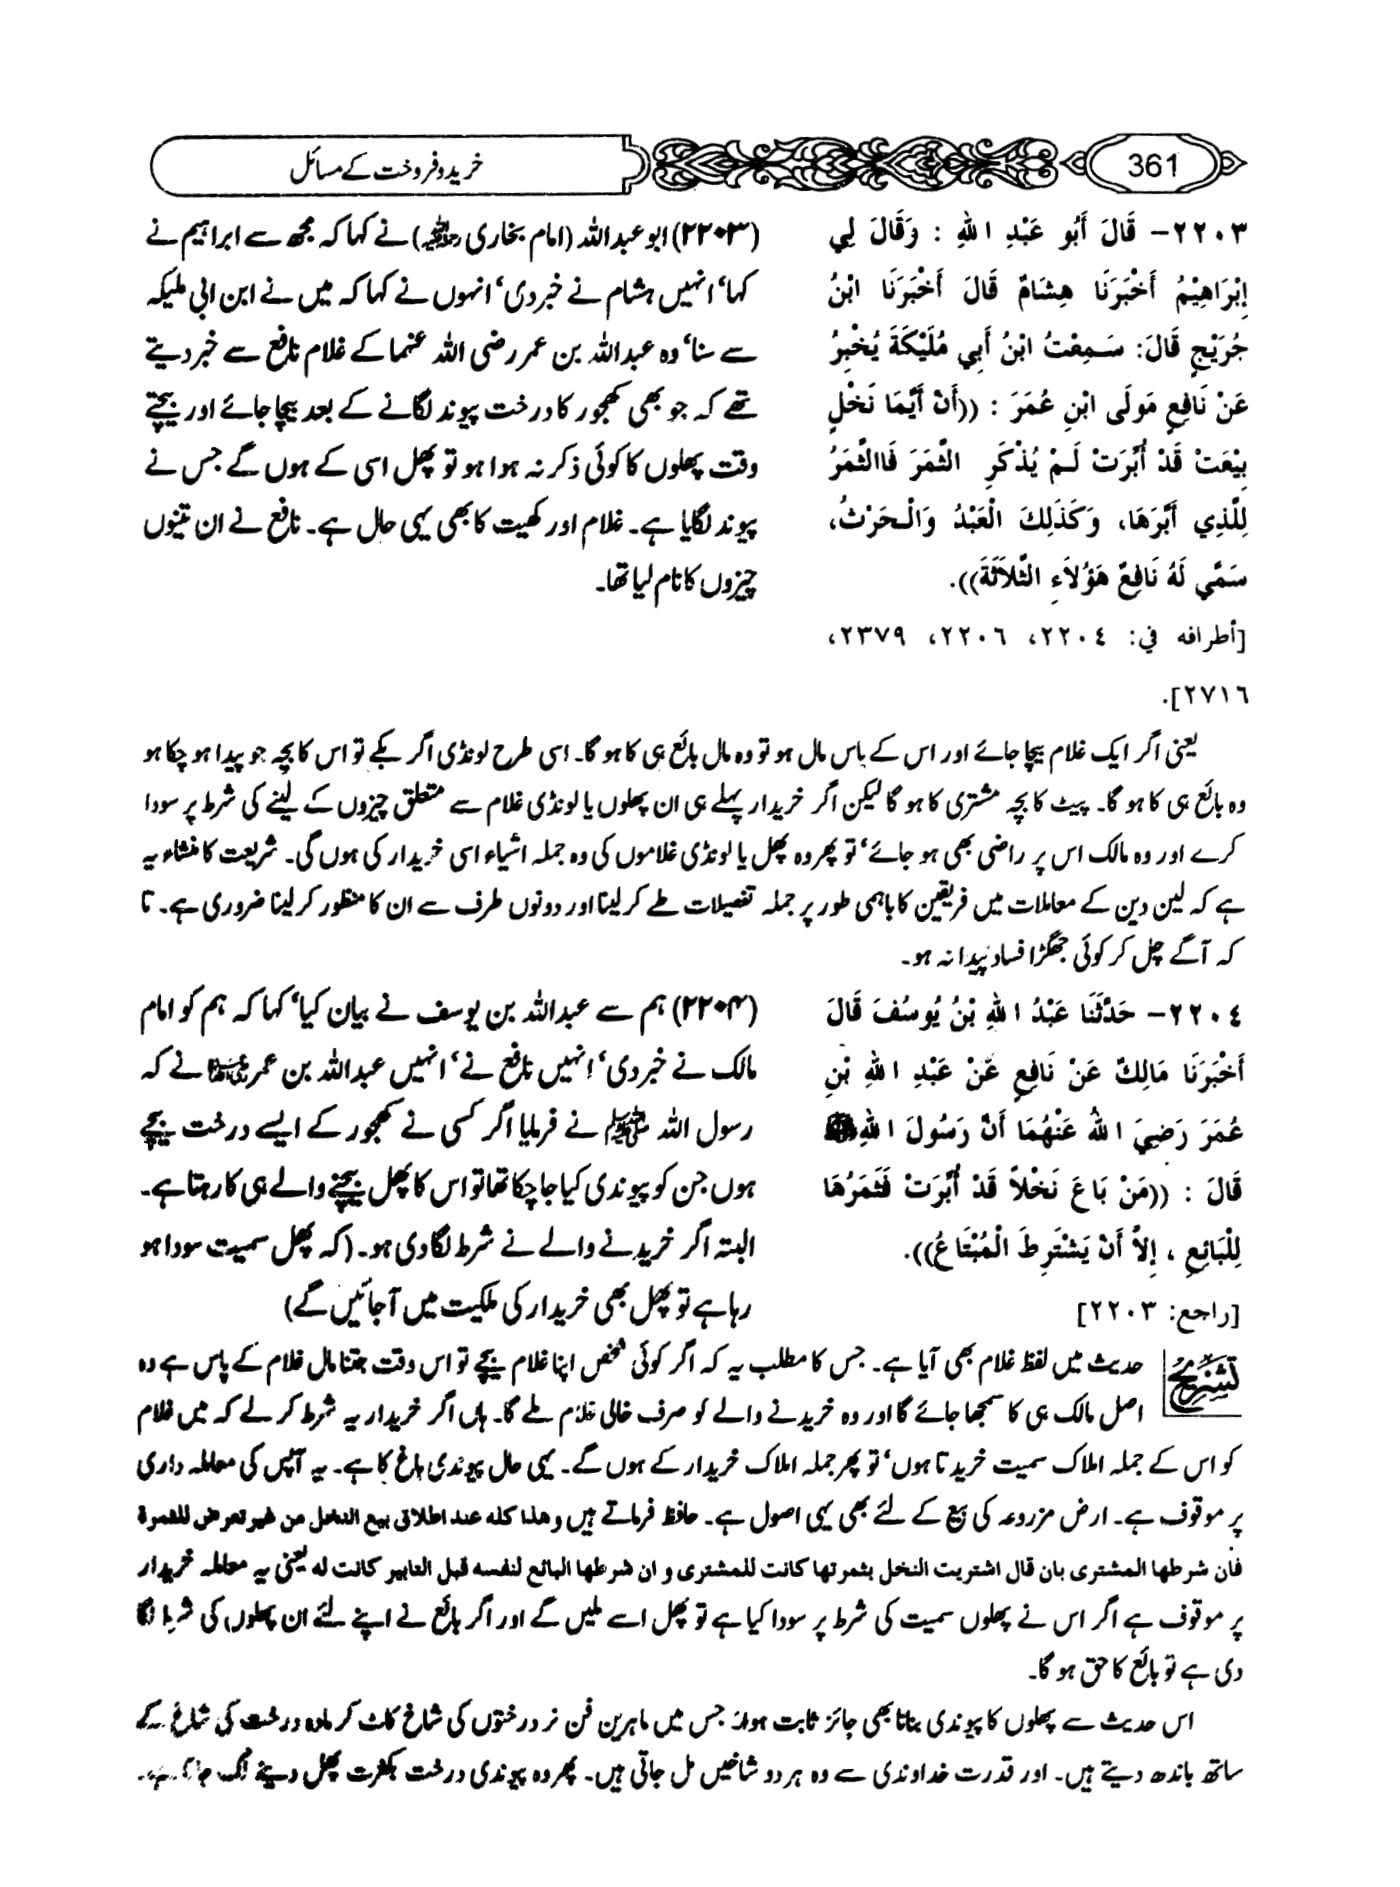 خرید و فروخت کے مسائل
361
٢٢٠٣- قَالَ أَبُو عَبْدِ اللهِ : وَقَالَ لِي
إِبْرَاهِيْمُ أَخْبَرَنَا هِشَامٌ قَالَ أَخْبَرَنَا ابْنُ
جُرَيْجٍ قَالَ: سَمِعْتُ ابْنُ أَبِي مُلَيْكَةَ يُخْبِرُ
عَنْ نَافِعٍ مَولَى ابْنِ عُمَرَ : ((أَنْ أَيُّمَا نَخْلٍ
بِيْعَتْ قَدْ أُبِّرَتْ لَمْ يُذْكَرِ الثَّمَرَ فَاالثَّمَرُ
لِلَّذِي أَبَّرَهَا، وَكَذَلِكَ الْعَبْدُ وَالْحَرْثُ،
سَمَّي لَهُ نَافِعٌ هَؤُلاَءِ الثَّلاَثَةَ)).
[أطرافه في: ٢٢٠٤، ٢٢٠٦، ٢٣٧٩،
٢٧١٦].
(۲۲۰۳) ابو عبداللہ (امام بخاری رحمہ اللہ) نے کہا کہ مجھ سے ابراہیم نے
کہا‘ انہیں ہشام نے خبر دی‘ انہوں نے کہا کہ میں نے ابن ابی ملیکہ
سے سنا‘ وہ عبداللہ بن عمر رضی اللہ عنہما کے غلام نافع سے خبر دیتے
تھے کہ جو بھی کھجور کا درخت پیوند لگانے کے بعد بیچا جائے اور بیچتے
وقت پھلوں کا کوئی ذکر نہ ہوا ہو تو پھل اسی کے ہوں گے جس نے
پیوند لگایا ہے۔ غلام اور کھیت کا بھی یہی حال ہے۔ نافع نے ان تینوں
چیزوں کا نام لیا تھا۔
یعنی اگر ایک غلام بیچا جائے اور اس کے پاس مال ہو تو وہ مال بائع ہی کا ہو گا۔ اسی طرح لونڈی اگر بکے تو اس کا بچہ جو پیدا ہو چکا ہو
وہ بائع ہی کا ہو گا۔ پیٹ کا بچہ مشتری کا ہو گا لیکن اگر خریدار پہلے ہی ان پھلوں یا لونڈی غلام سے متعلق چیزوں کے لینے کی شرط پر سودا
کرے اور وہ مالک اس پر راضی بھی ہو جائے‘ تو پھر وہ پھل یا لونڈی غلاموں کی وہ جملہ اشیاء اسی خریدار کی ہوں گی۔ شریعت کا منشاء یہ
ہے کہ لین دین کے معاملات میں فریقین کا باہمی طور پر جملہ تفصیلات طے کر لینا اور دونوں طرف سے ان کا منظور کر لینا ضروری ہے۔ تا
کہ آگے چل کر کوئی جھگڑا فساد پیدا نہ ہو۔
٢٢٠٤- حَدَّثَنَا عَبْدُ اللهِ بْنُ يُوسُفَ قَالَ
أَخْبَرَنَا مَالِكٌ عَنْ نَافِعٍ عَنْ عَبْدِ اللهِ بْنِ
عُمَرَ رَضِيَ اللهُ عَنْهُمَا أَنَّ رَسُولَ اللهِ ﷺ
قَالَ : ((مَنْ بَاعَ نَخْلاً قَدْ أُبِّرَتْ فَثَمَرُهَا
لِلْبَائِعِ ، إِلاَّ أَنْ يَشْتَرِطَ الْمُبْتَاعُ)).
[راجع: ٢٢٠٣]
(۲۲۰۴) ہم سے عبداللہ بن یوسف نے بیان کیا‘ کہا کہ ہم کو امام
مالک نے خبر دی‘ انہیں نافع نے‘ انہیں عبداللہ بن عمر رضی اللہ عنہما نے کہ
رسول اللہ ﷺ نے فرمایا اگر کسی نے کھجور کے ایسے درخت بیچے
ہوں جن کو پیوندی کیا جا چکا تھا تو اس کا پھل بیچنے والے ہی کا رہتا ہے۔
البتہ اگر خریدنے والے نے شرط لگا دی ہو۔ (کہ پھل سمیت سودا ہو
رہا ہے تو پھل بھی خریدار کی ملکیت میں آ جائیں گے)
تشریح حدیث میں لفظ غلام بھی آیا ہے۔ جس کا مطلب یہ کہ اگر کوئی شخص اپنا غلام بیچے تو اس وقت جتنا مال غلام کے پاس ہے وہ
اصل مالک ہی کا سمجھا جائے گا اور وہ خریدنے والے کو صرف خالی غلام ملے گا۔ ہاں اگر خریدار یہ شرط کر لے کہ میں غلام
کو اس کے جملہ املاک سمیت خریدتا ہوں‘ تو پھر جملہ املاک خریدار کے ہوں گے۔ یہی حال پیوندی باغ کا ہے۔ یہ آپس کی معاملہ داری
پر موقوف ہے۔ ارض مزروعہ کی بیع کے لئے بھی یہی اصول ہے۔ حافظ فرماتے ہیں وهذا كله عند اطلاق بيع النخل من غير تعرض للثمرة
فان شرطها المشترى بان قال اشتريت النخل بثمرتها كانت للمشترى و ان شرطها البائع لنفسه قبل التابير كانت له یعنی یہ معاملہ خریدار
پر موقوف ہے اگر اس نے پھلوں سمیت کی شرط پر سودا کیا ہے تو پھل اسے ملیں گے اور اگر بائع نے اپنے لئے ان پھلوں کی شرط لگا
دی ہے تو بائع کا حق ہو گا۔
اس حدیث سے پھلوں کا پیوندی بنانا بھی جائز ثابت ہوا۔ جس میں ماہرین فن نر درختوں کی شاخ کاٹ کر مادہ درخت کی شاخ کے
ساتھ باندھ دیتے ہیں۔ اور قدرت خداوندی سے وہ ہر دو شاخیں مل جاتی ہیں۔ پھر وہ پیوندی درخت بکثرت پھل دینے لگ جاتا ہے۔